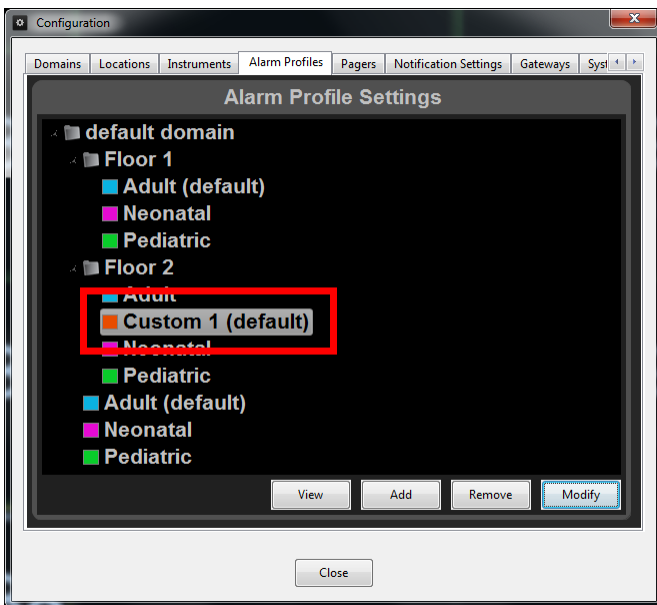 Configuration
Domains Locations Instruments Alarm Profiles Pagers Notification Settings Gateways Syst
Alarm Profile Settings
default domain
Floor 1
Adult (default)
Neonatal
Pediatric
Floor 2
Adult
Custom 1 (default)
Neonatal
Pediatric
Adult (default)
Neonatal
Pediatric
View Add Remove Modify
Close